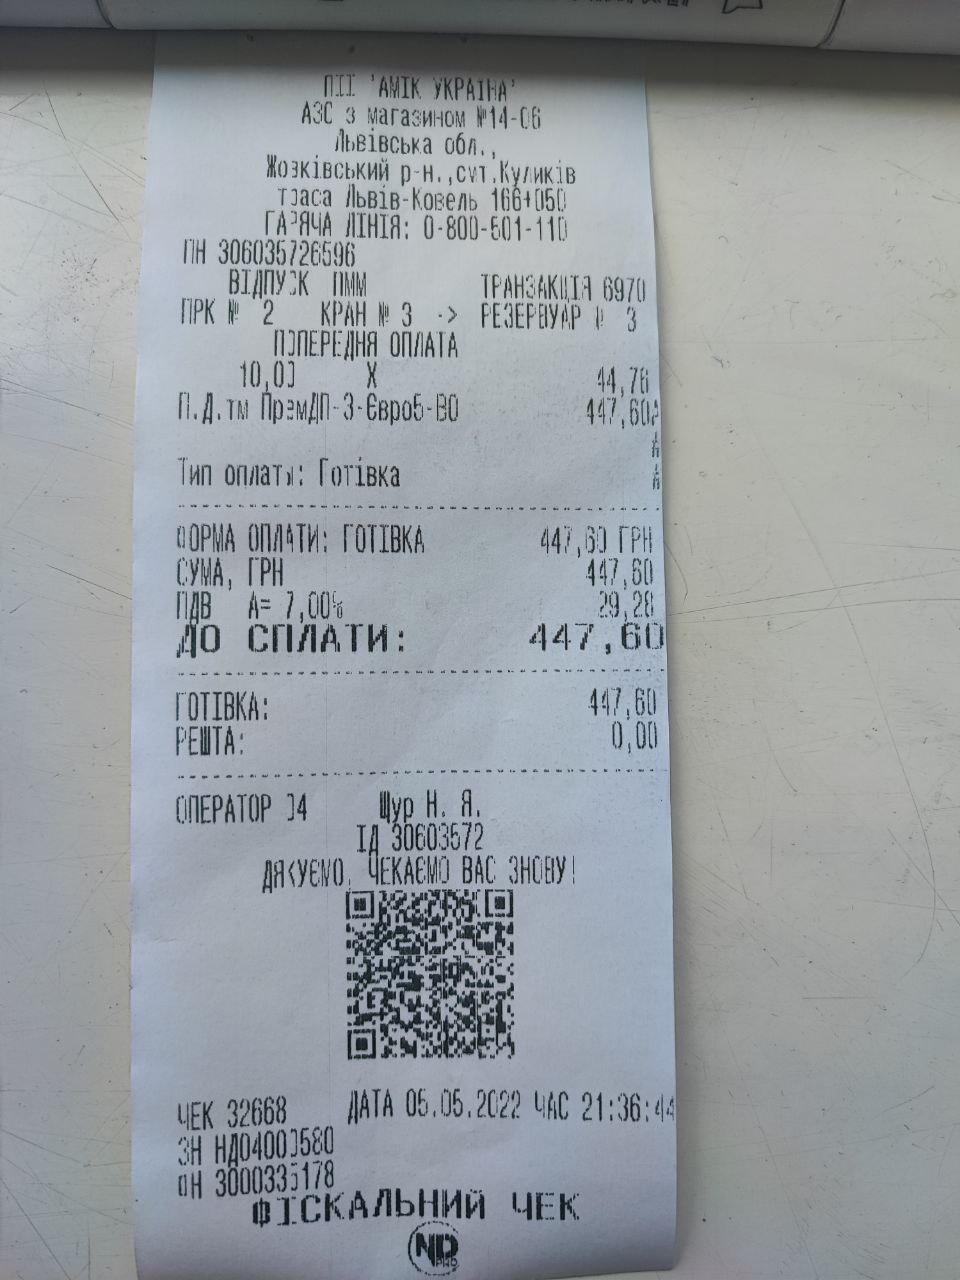 ПІІ 'АМІК УКРАЇНА'
АЗС з магазином №14-06
Львівська обл.,
Жовківський р-н.,смт.Куликів
траса Львів-Ковель 166+050
ГАРЯЧА ЛІНІЯ: 0-800-501-110
ПН 306035726596
ВІДПУСК ПММ ТРАНЗАКЦІЯ 6970
ПРК № 2 КРАН № 3 -> РЕЗЕРВУАР № 3
ПОПЕРЕДНЯ ОПЛАТА
10,00 X 44,76
П.Д.тм ПремДП-З-Євро5-В0 447,60А
А
Тип оплати: Готівка А
ФОРМА ОПЛАТИ: ГОТІВКА 447,60 ГРН
СУМА, ГРН 447,60
ПДВ А= 7,00% 29,28
ДО СПЛАТИ: 447,60
ГОТІВКА: 447,60
РЕШТА: 0,00
ОПЕРАТОР 04 Щур Н. Я.
ІД 30603572
ДЯКУЄМО, ЧЕКАЄМО ВАС ЗНОВУ!
ЧЕК 32668 ДАТА 05.05.2022 ЧАС 21:36:44
ЗН НД04000580
ФН 3000335178
ФІСКАЛЬНИЙ ЧЕК
ND